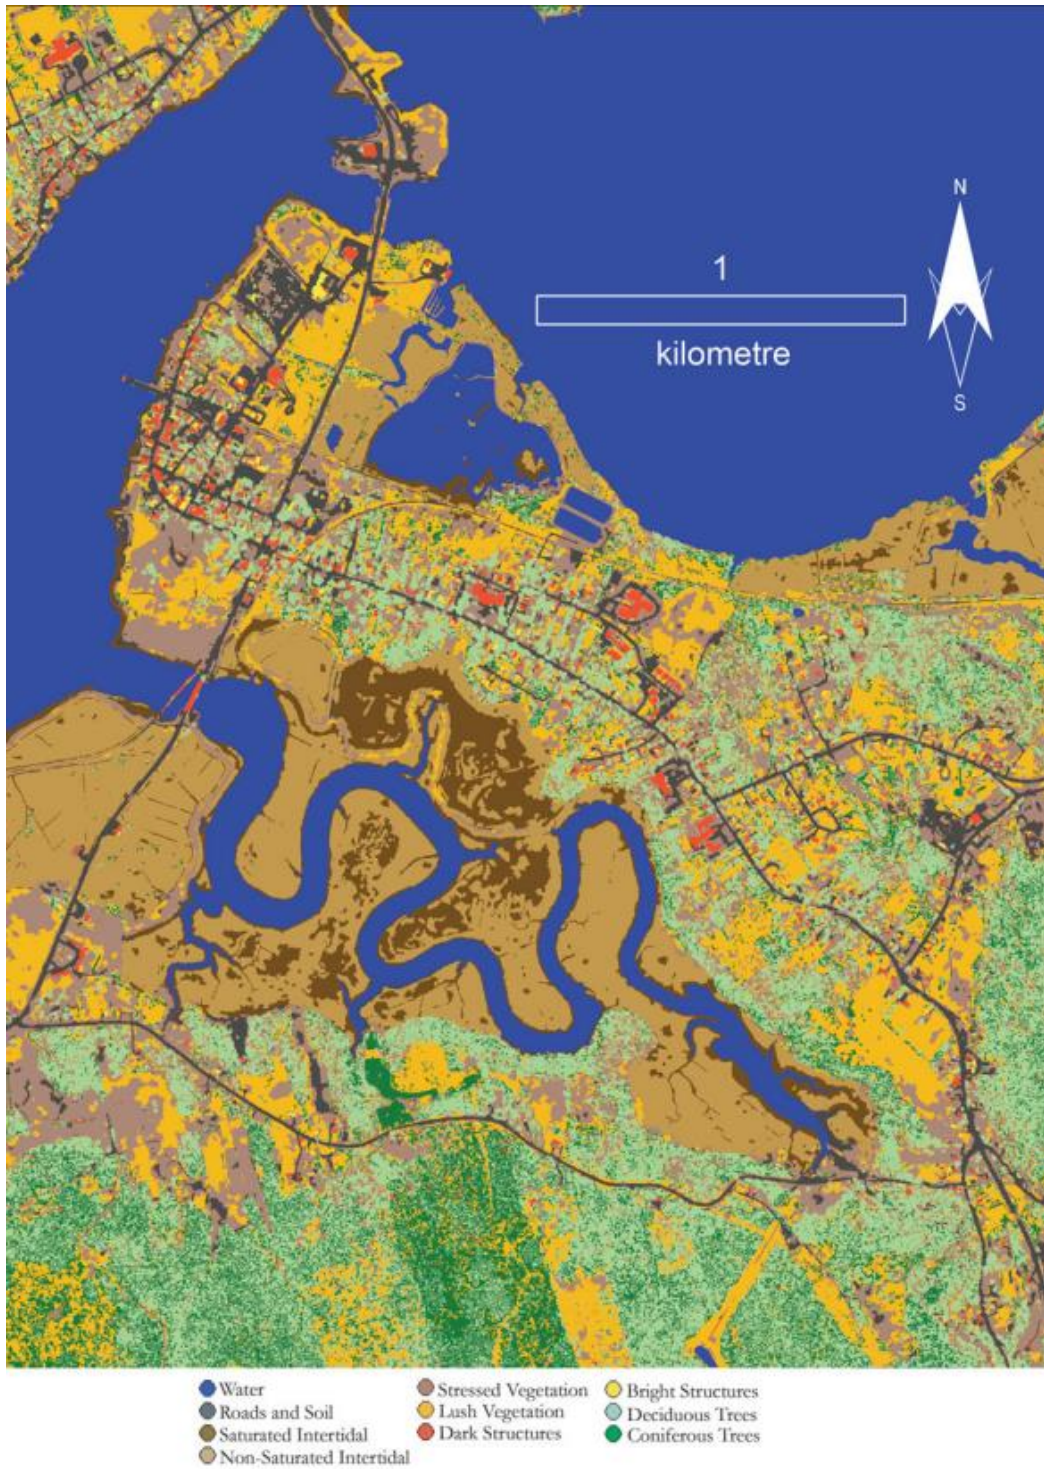 N
1
kilometre
S
Water
Roads and Soil
Saturated Intertidal
Non-Saturated Intertidal
Stressed Vegetation
Lush Vegetation
Dark Structures
Bright Structures
Deciduous Trees
Coniferous Trees